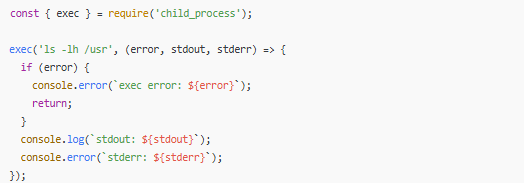 const { exec } = require('child_process');

exec('ls -lh /usr', (error, stdout, stderr) => {
  if (error) {
    console.error(`exec error: ${error}`);
    return;
  }
  console.log(`stdout: ${stdout}`);
  console.error(`stderr: ${stderr}`);
});